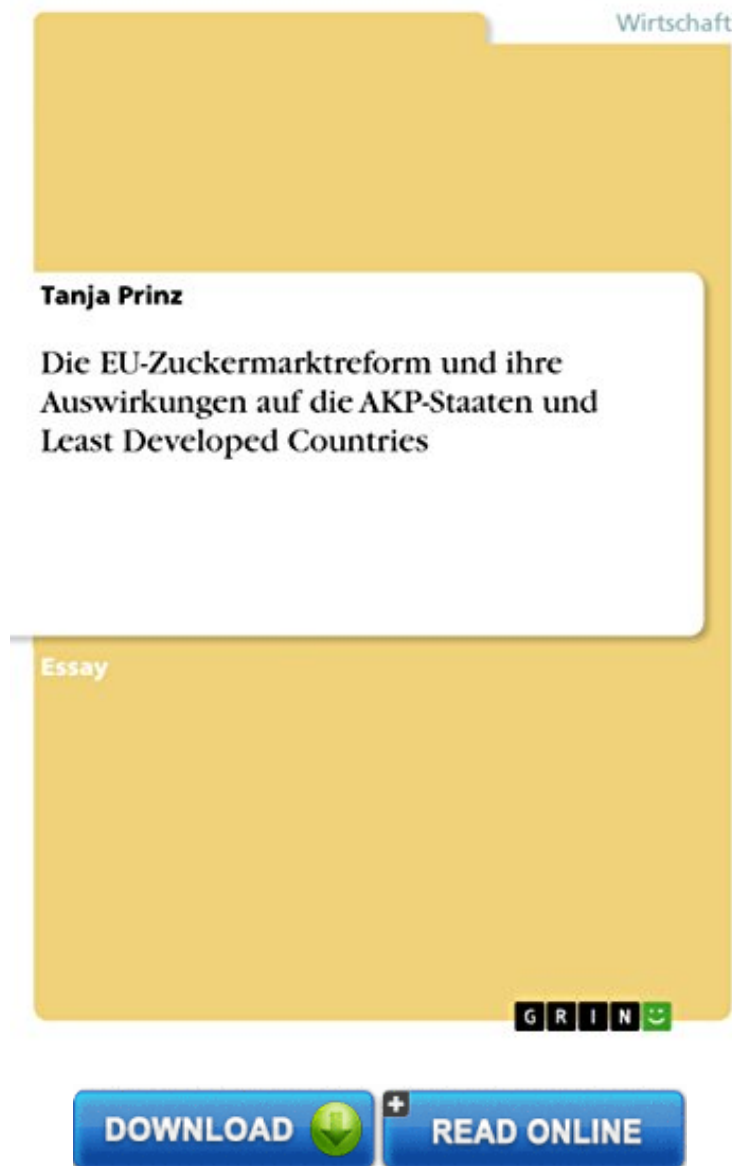 Wirtschaft
Tanja Prinz
Die EU-Zuckermarktreform und ihre
Auswirkungen auf die AKP-Staaten und
Least Developed Countries
Essay
GRIN
DOWNLOAD
READ ONLINE